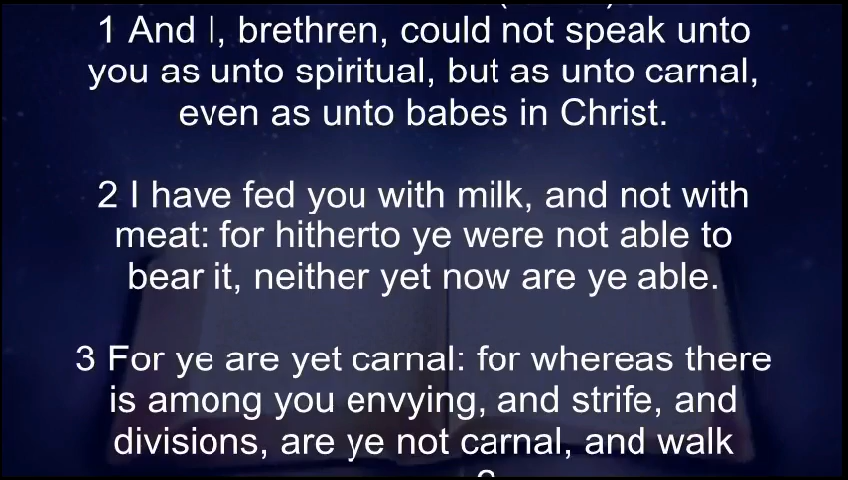 1 And I, brethren, could not speak unto
you as unto spiritual, but as unto carnal,
even as unto babes in Christ.
2 I have fed you with milk, and not with
meat: for hitherto ye were not able to
bear it, neither yet now are ye able.
3 For ye are yet carnal: for whereas there
is among you envying, and strife, and
divisions, are ye not carnal, and walk